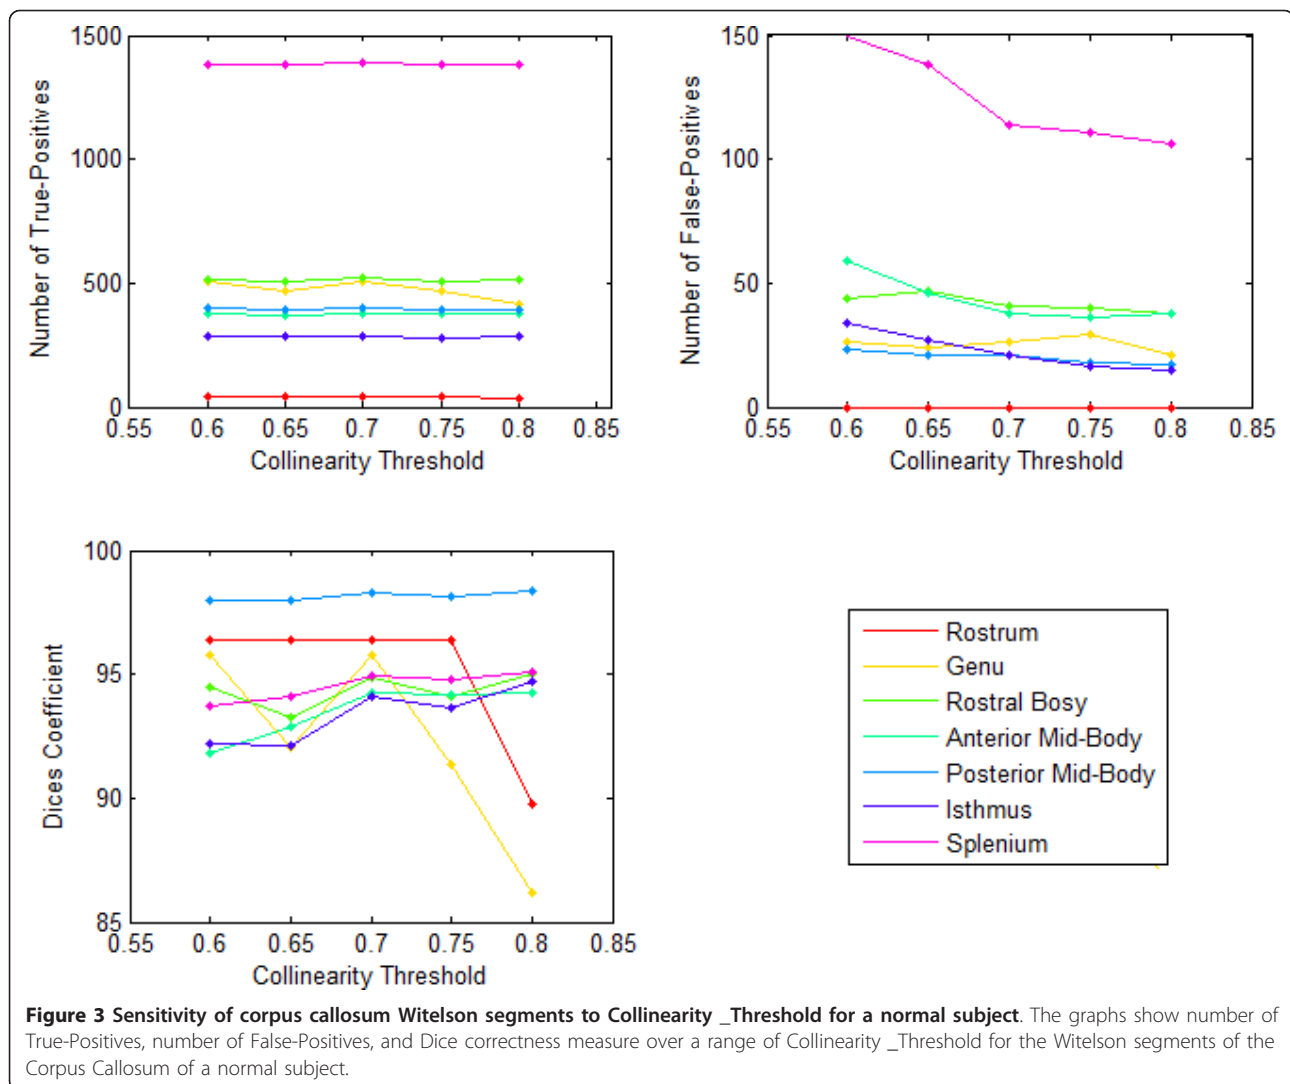 1500
1000
500
0
Number of True-Positives
0.55 0.6 0.65 0.7 0.75 0.8 0.85
Collinearity Threshold
150
100
50
0
Number of False-Positives
0.55 0.6 0.65 0.7 0.75 0.8 0.85
Collinearity Threshold
100
95
90
85
Dices Coefficient
0.55 0.6 0.65 0.7 0.75 0.8 0.85
Collinearity Threshold
Rostrum
Genu
Rostral Bosy
Anterior Mid-Body
Posterior Mid-Body
Isthmus
Splenium
Figure 3 Sensitivity of corpus callosum Witelson segments to Collinearity _Threshold for a normal subject. The graphs show number of
True-Positives, number of False-Positives, and Dice correctness measure over a range of Collinearity _Threshold for the Witelson segments of the
Corpus Callosum of a normal subject.